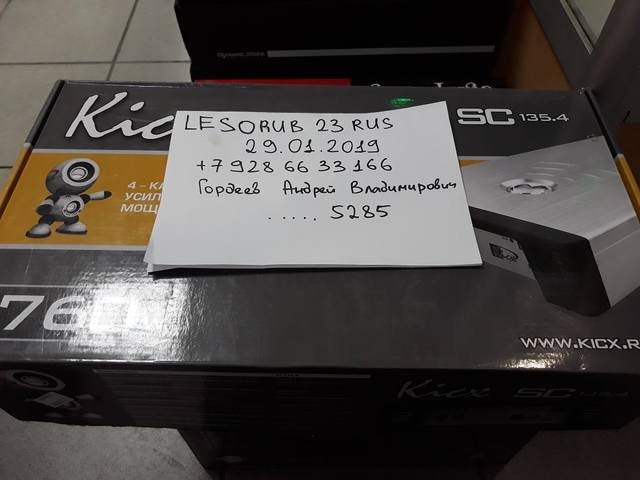 Kicx
SC 135.4
LESORUB 23 RUS
29.01.2019
+7 928 66 33 166
Гордеев Андрей Владимирович
..... 5285
4 - КА
УСИЛ
МОЩ
76
WWW.KICX.R
Kicx SC 135.4